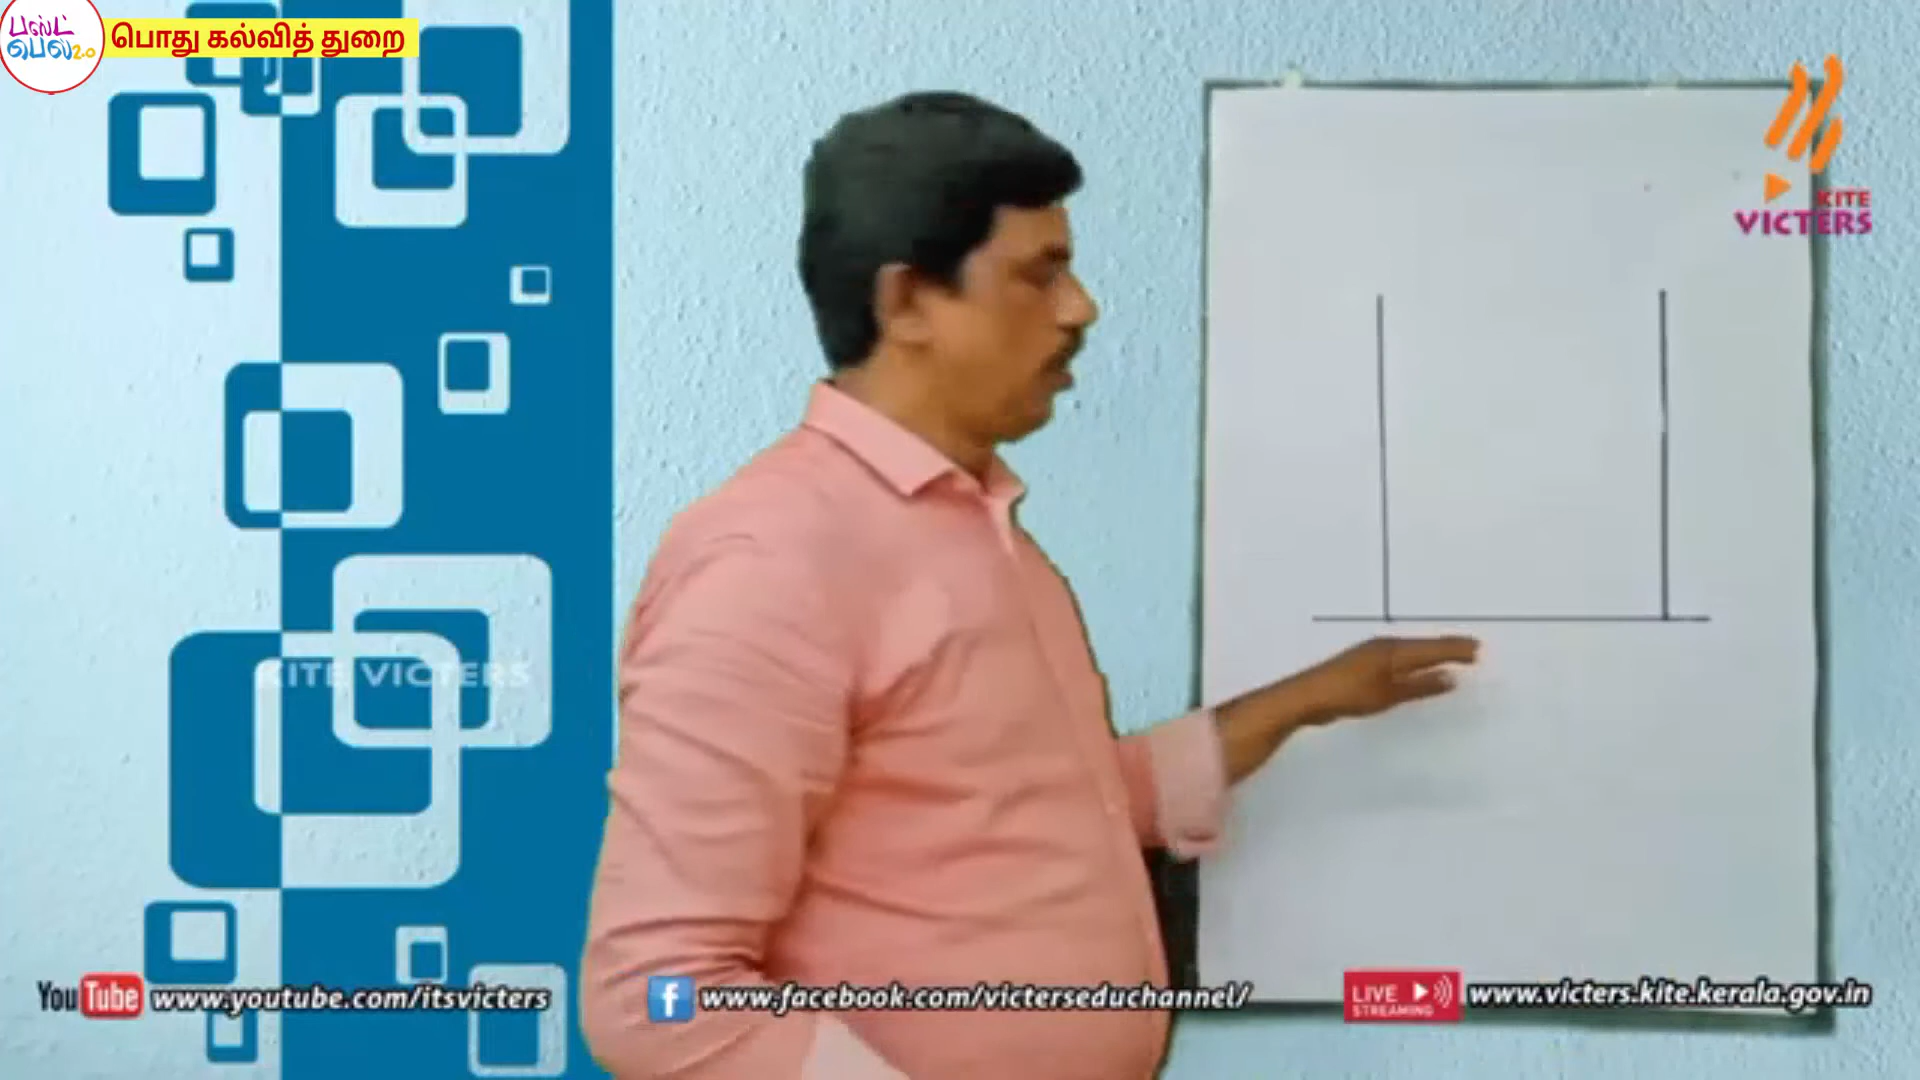 பஸ்ட்
பெல் 2.0
பொது கல்வித் துறை
KITE
VICTERS
KITE VICTERS
YouTube www.youtube.com/itsvicters
f www.facebook.com/victerseduchannel/
LIVE STREAMING www.victers.kite.kerala.gov.in